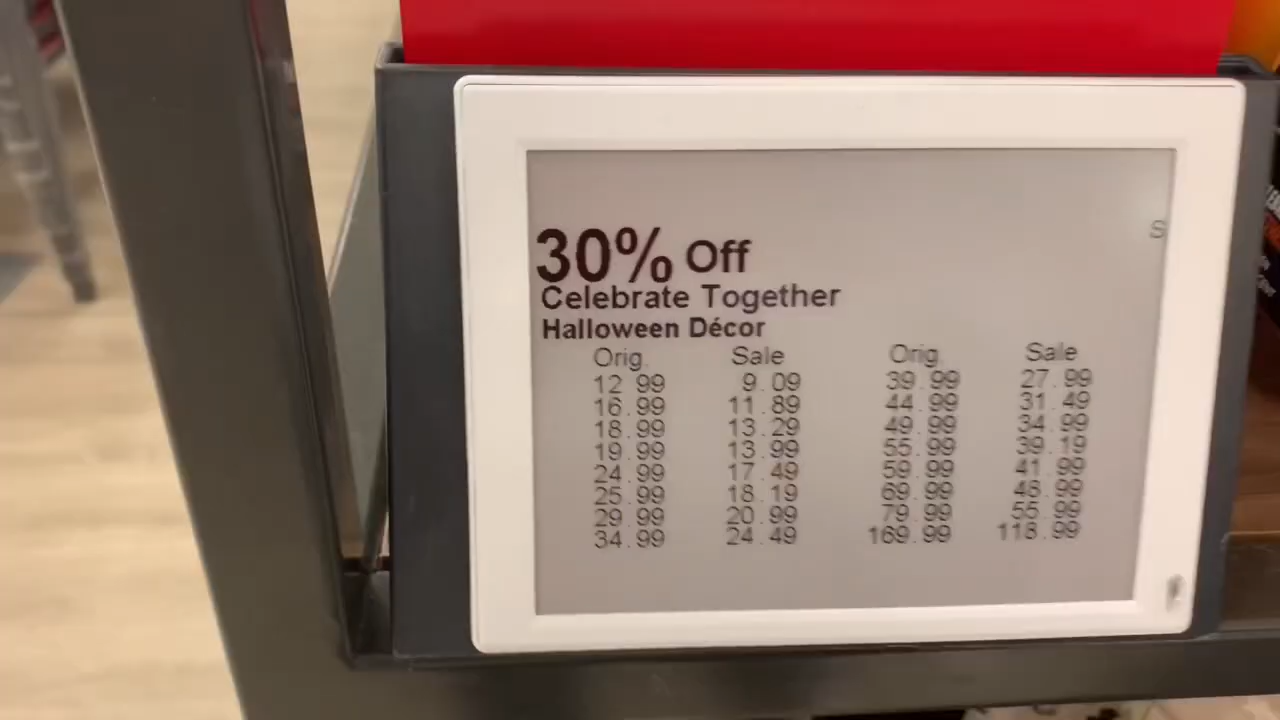 S
30% Off
Celebrate Together
Halloween Décor
Orig. Sale Orig. Sale
12.99 9.09 39.99 27.99
16.99 11.89 44.99 31.49
18.99 13.29 49.99 34.99
19.99 13.99 55.99 39.19
24.99 17.49 59.99 41.99
25.99 18.19 69.99 48.99
29.99 20.99 79.99 55.99
34.99 24.49 169.99 118.99